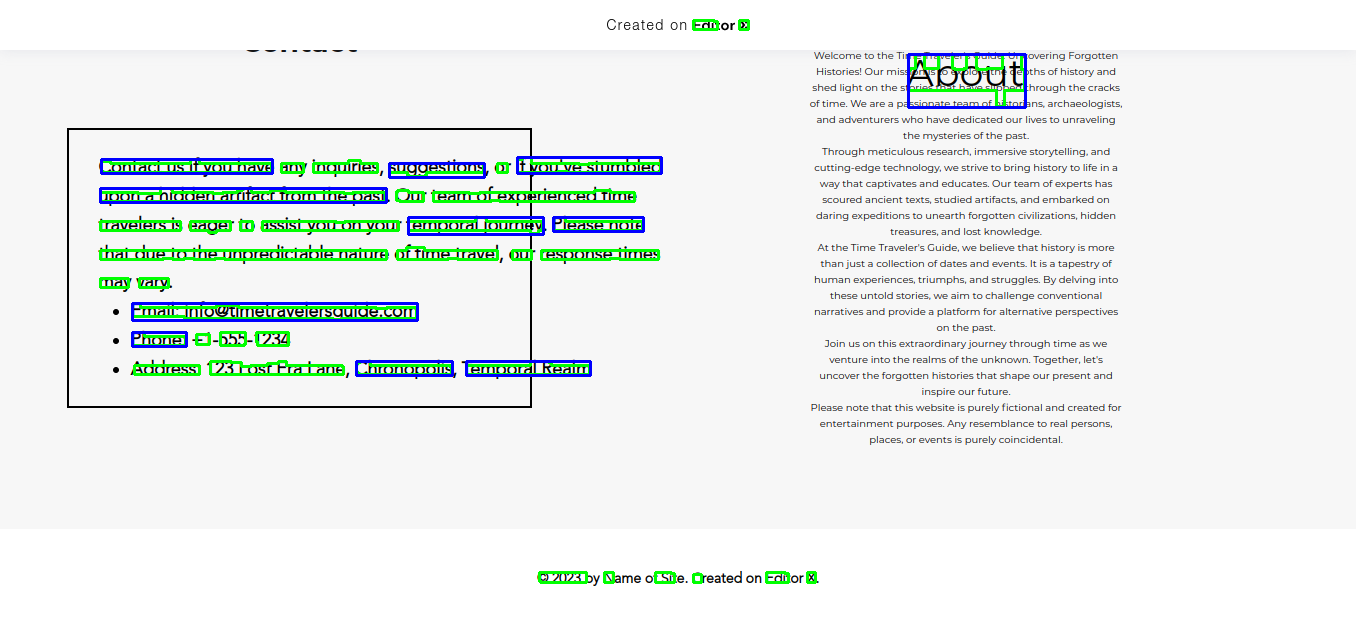 Created on Editor X
Contact
Contact us if you have any inquiries, suggestions, or if you've stumbled
upon a hidden artifact from the past. Our team of experienced time
travelers is eager to assist you on your temporal journey. Please note
that due to the unpredictable nature of time travel, our response times
may vary.
Email: info@timetravelersguide.com
Phone: +1-555-1234
Address: 123 Lost Era Lane, Chronopolis, Temporal Realm
About
Welcome to the Time Traveler's Guide: Uncovering Forgotten
Histories! Our mission is to explore the depths of history and
shed light on the stories that have slipped through the cracks
of time. We are a passionate team of historians, archaeologists,
and adventurers who have dedicated our lives to unraveling
the mysteries of the past.
Through meticulous research, immersive storytelling, and
cutting-edge technology, we strive to bring history to life in a
way that captivates and educates. Our team of experts has
scoured ancient texts, studied artifacts, and embarked on
daring expeditions to unearth forgotten civilizations, hidden
treasures, and lost knowledge.
At the Time Traveler's Guide, we believe that history is more
than just a collection of dates and events. It is a tapestry of
human experiences, triumphs, and struggles. By delving into
these untold stories, we aim to challenge conventional
narratives and provide a platform for alternative perspectives
on the past.
Join us on this extraordinary journey through time as we
venture into the realms of the unknown. Together, let's
uncover the forgotten histories that shape our present and
inspire our future.
Please note that this website is purely fictional and created for
entertainment purposes. Any resemblance to real persons,
places, or events is purely coincidental.
© 2023 by Name of Site. Created on Editor X.